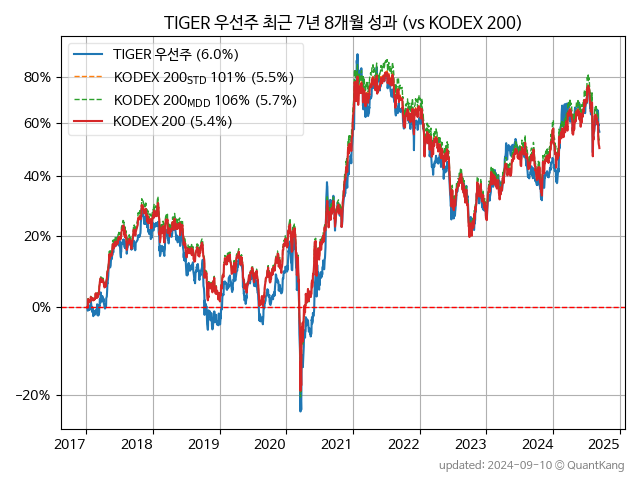 TIGER 우선주 최근 7년 8개월 성과 (vs KODEX 200)
TIGER 우선주 (6.0%)
KODEX 200STD 101% (5.5%)
KODEX 200MDD 106% (5.7%)
KODEX 200 (5.4%)
80%
60%
40%
20%
0%
−20%
2017 2018 2019 2020 2021 2022 2023 2024 2025
updated: 2024-09-10 © QuantKang